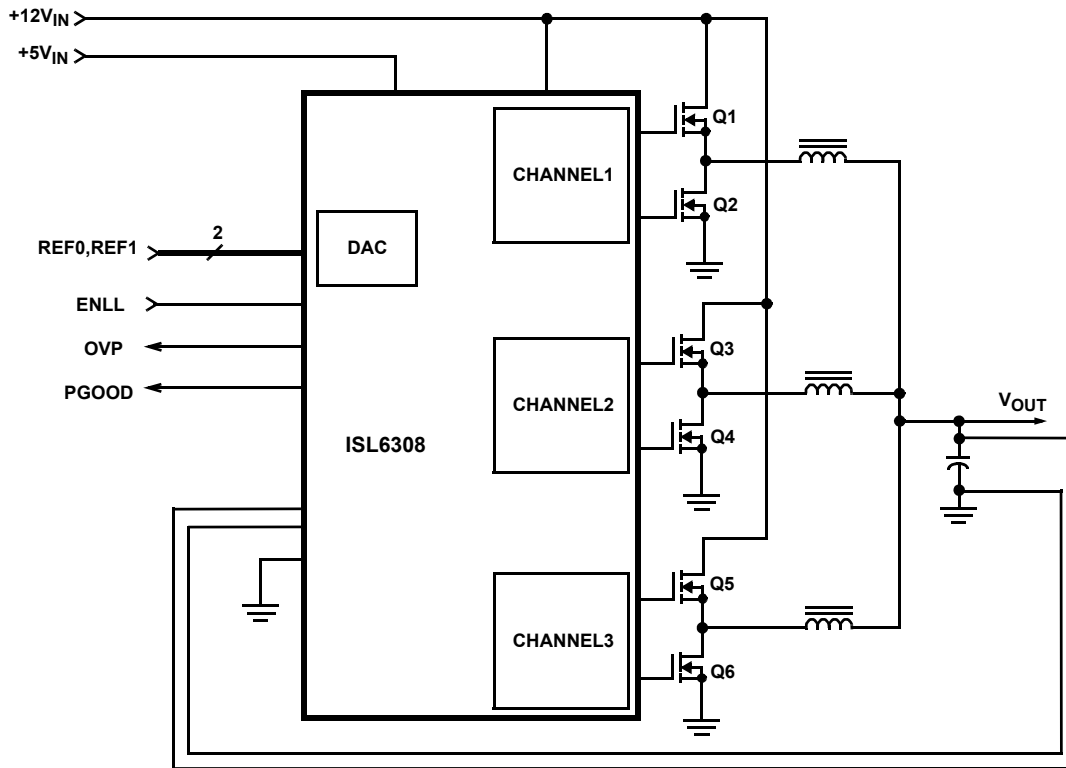 +12VIN
+5VIN
Q1
CHANNEL1
Q2
2
REF0,REF1
DAC
ENLL
OVP
Q3
PGOOD
CHANNEL2
VOUT
Q4
ISL6308
Q5
CHANNEL3
Q6